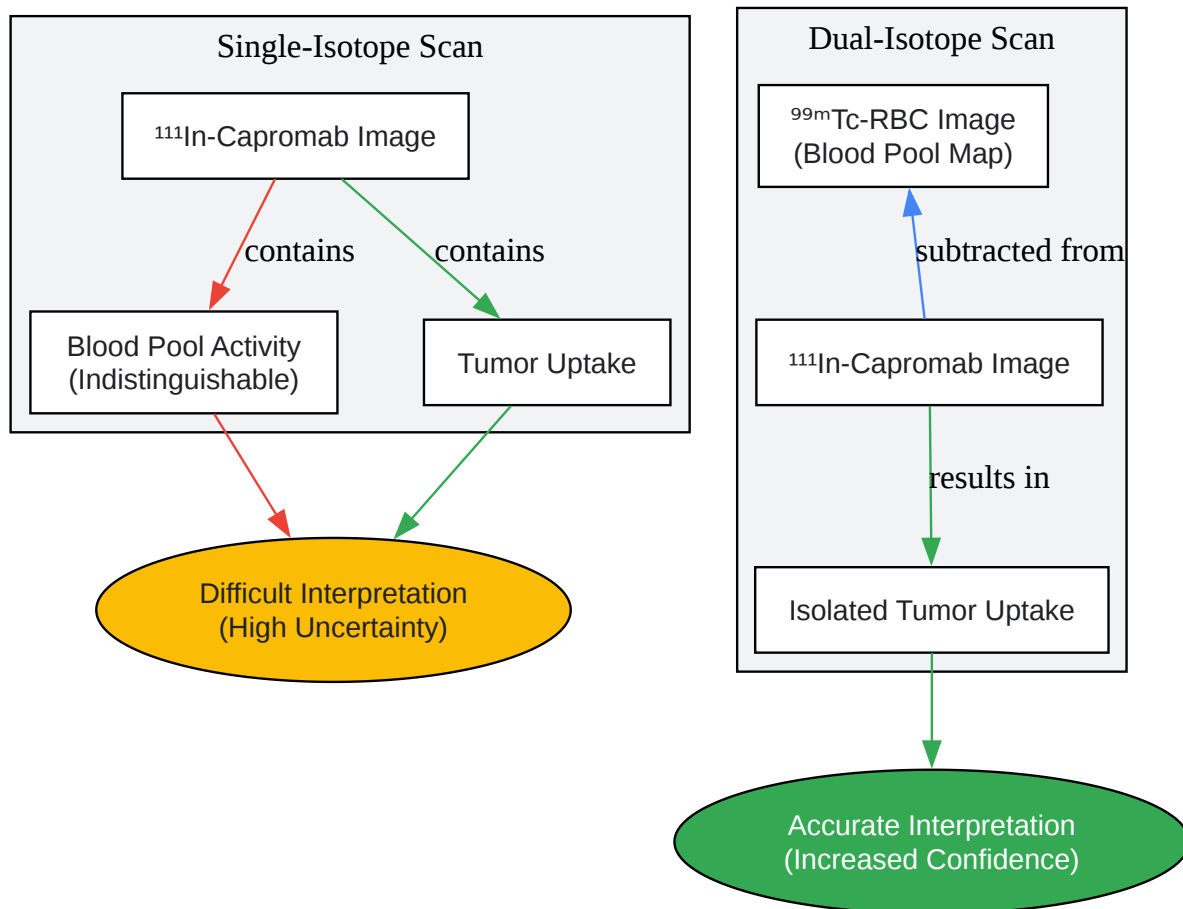 Single-Isotope Scan
¹¹¹In-Capromab Image
contains
contains
Blood Pool Activity
(Indistinguishable)
Tumor Uptake
Difficult Interpretation
(High Uncertainty)
Dual-Isotope Scan
⁹⁹ᵐTc-RBC Image
(Blood Pool Map)
subtracted from
¹¹¹In-Capromab Image
results in
Isolated Tumor Uptake
Accurate Interpretation
(Increased Confidence)